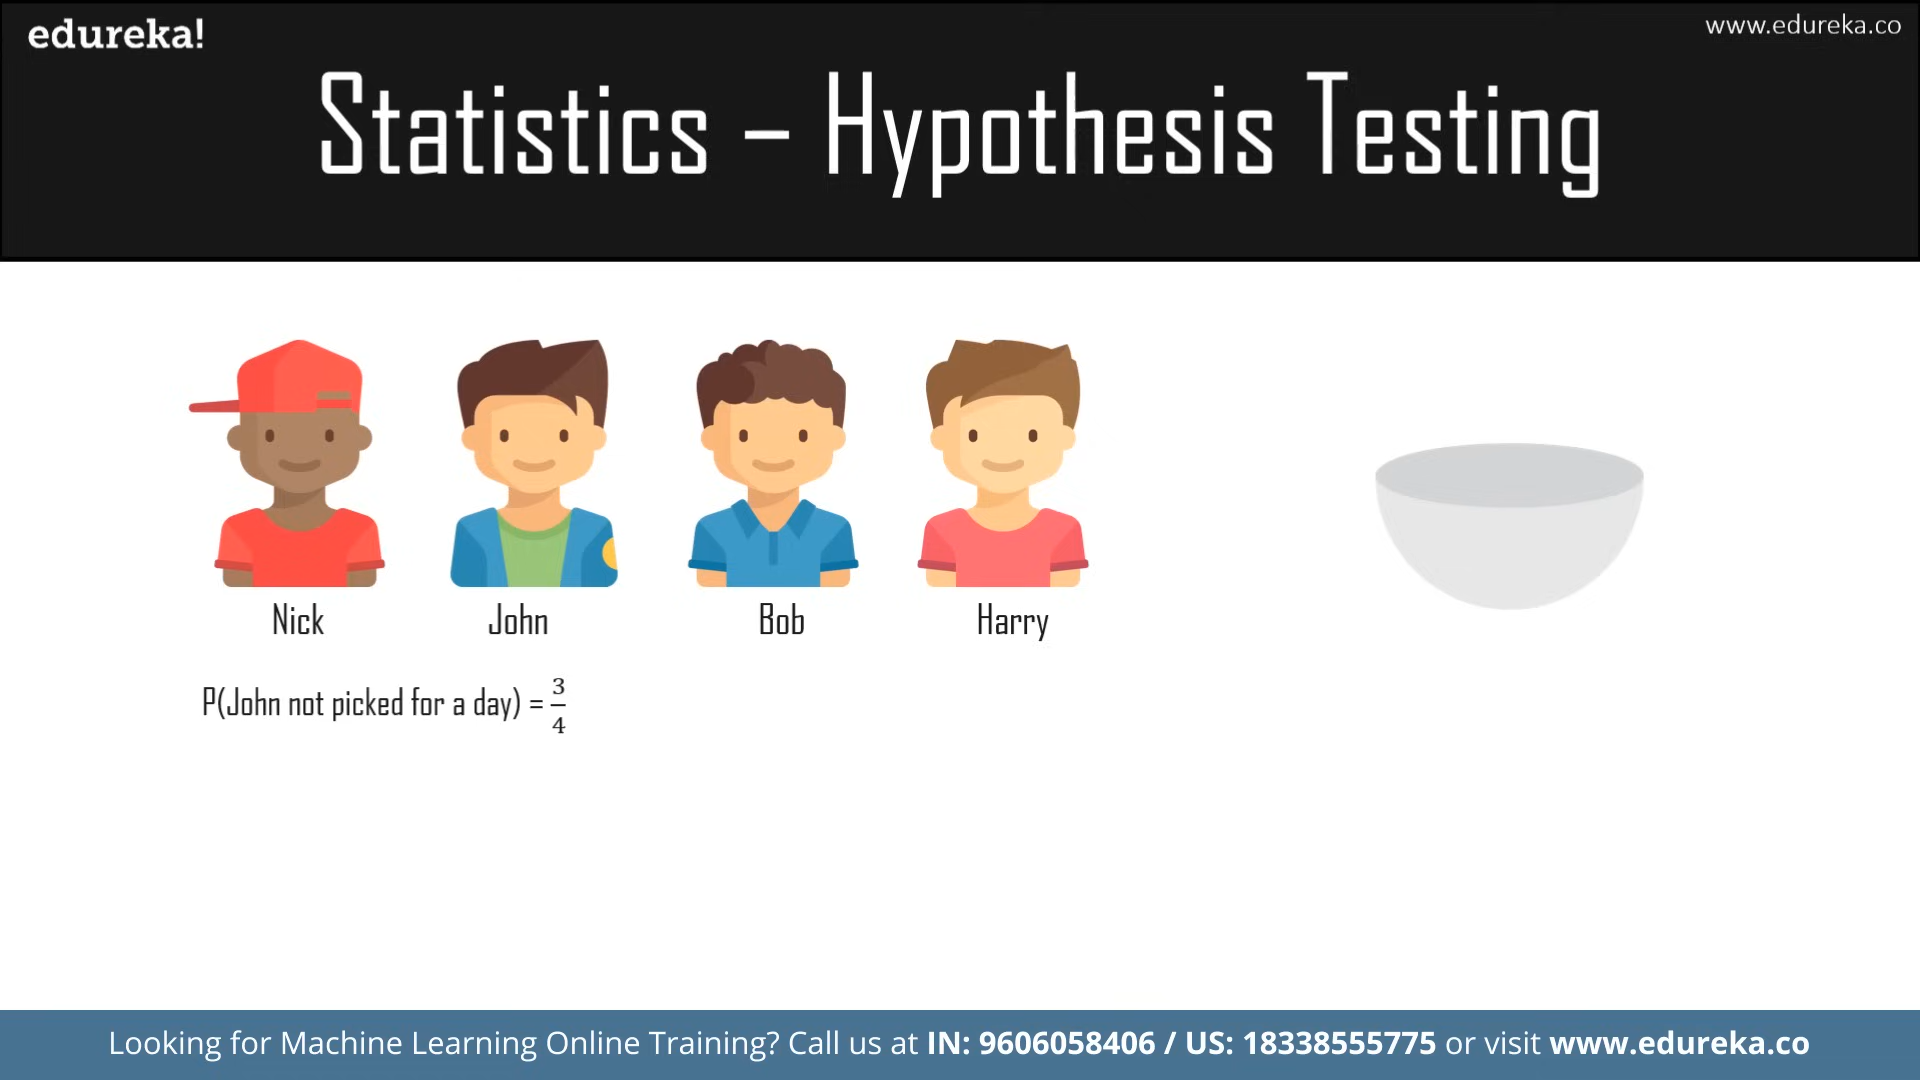 edureka!
www.edureka.co
Statistics – Hypothesis Testing
Nick
John
Bob
Harry
P(John not picked for a day) = 3/4
Looking for Machine Learning Online Training? Call us at IN: 9606058406 / US: 18338555775 or visit www.edureka.co